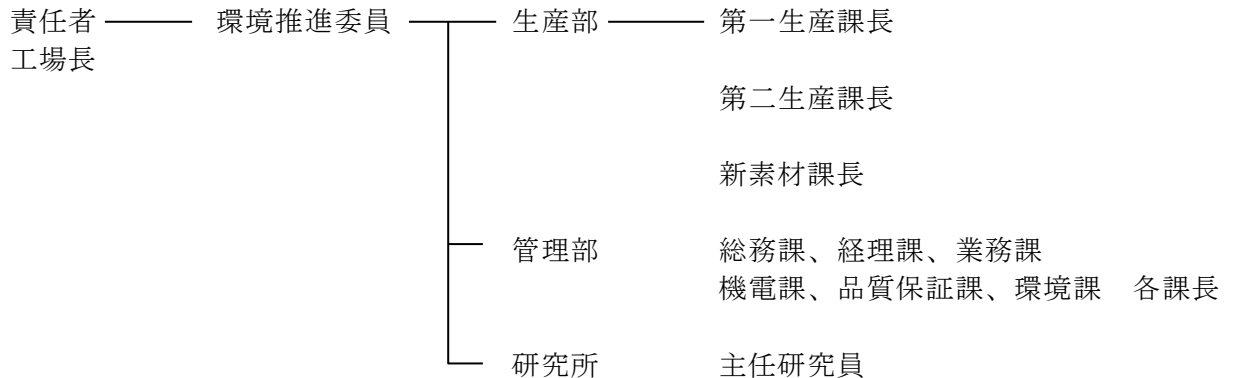 責任者 環境推進委員 生産部 第一生産課長
工場長
第二生産課長
新素材課長
管理部 総務課、経理課、業務課
機電課、品質保証課、環境課　各課長
研究所 主任研究員